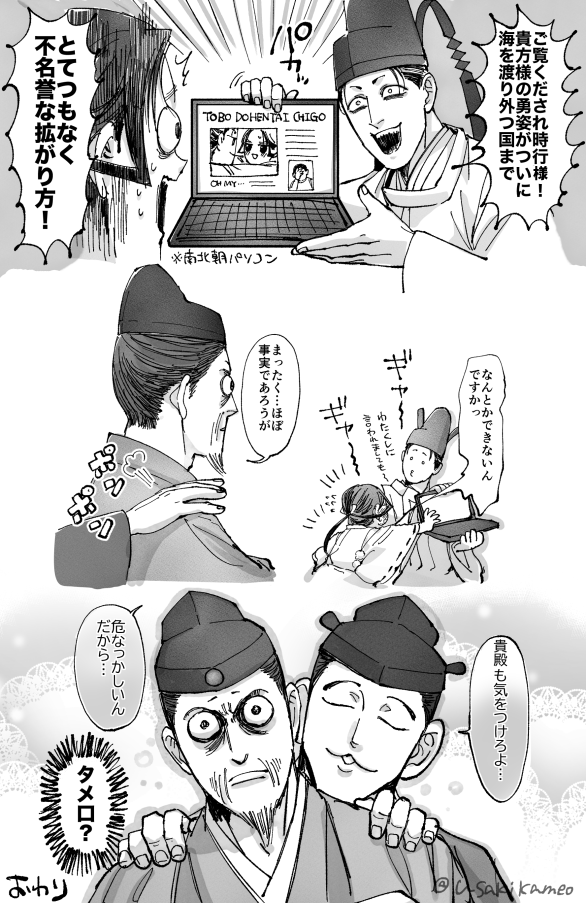 ご覧くだされ時行様!
貴方様の勇姿がついに
海を渡り外つ国まで
パカッ
TOBO DOHENTAI CHIGO
OH MY...
※南北朝パソコン
とてつもなく
不名誉な拡がり方!
なんとかできないん
ですかっ
ギャー
ギャー
わたくしに
言われましても〜
まったく…ほぼ
事実であろうが
ポン
ポン
貴殿も気をつけろよ…
危なっかしいん
だから…
タメ口?
おわり
@usakikameo